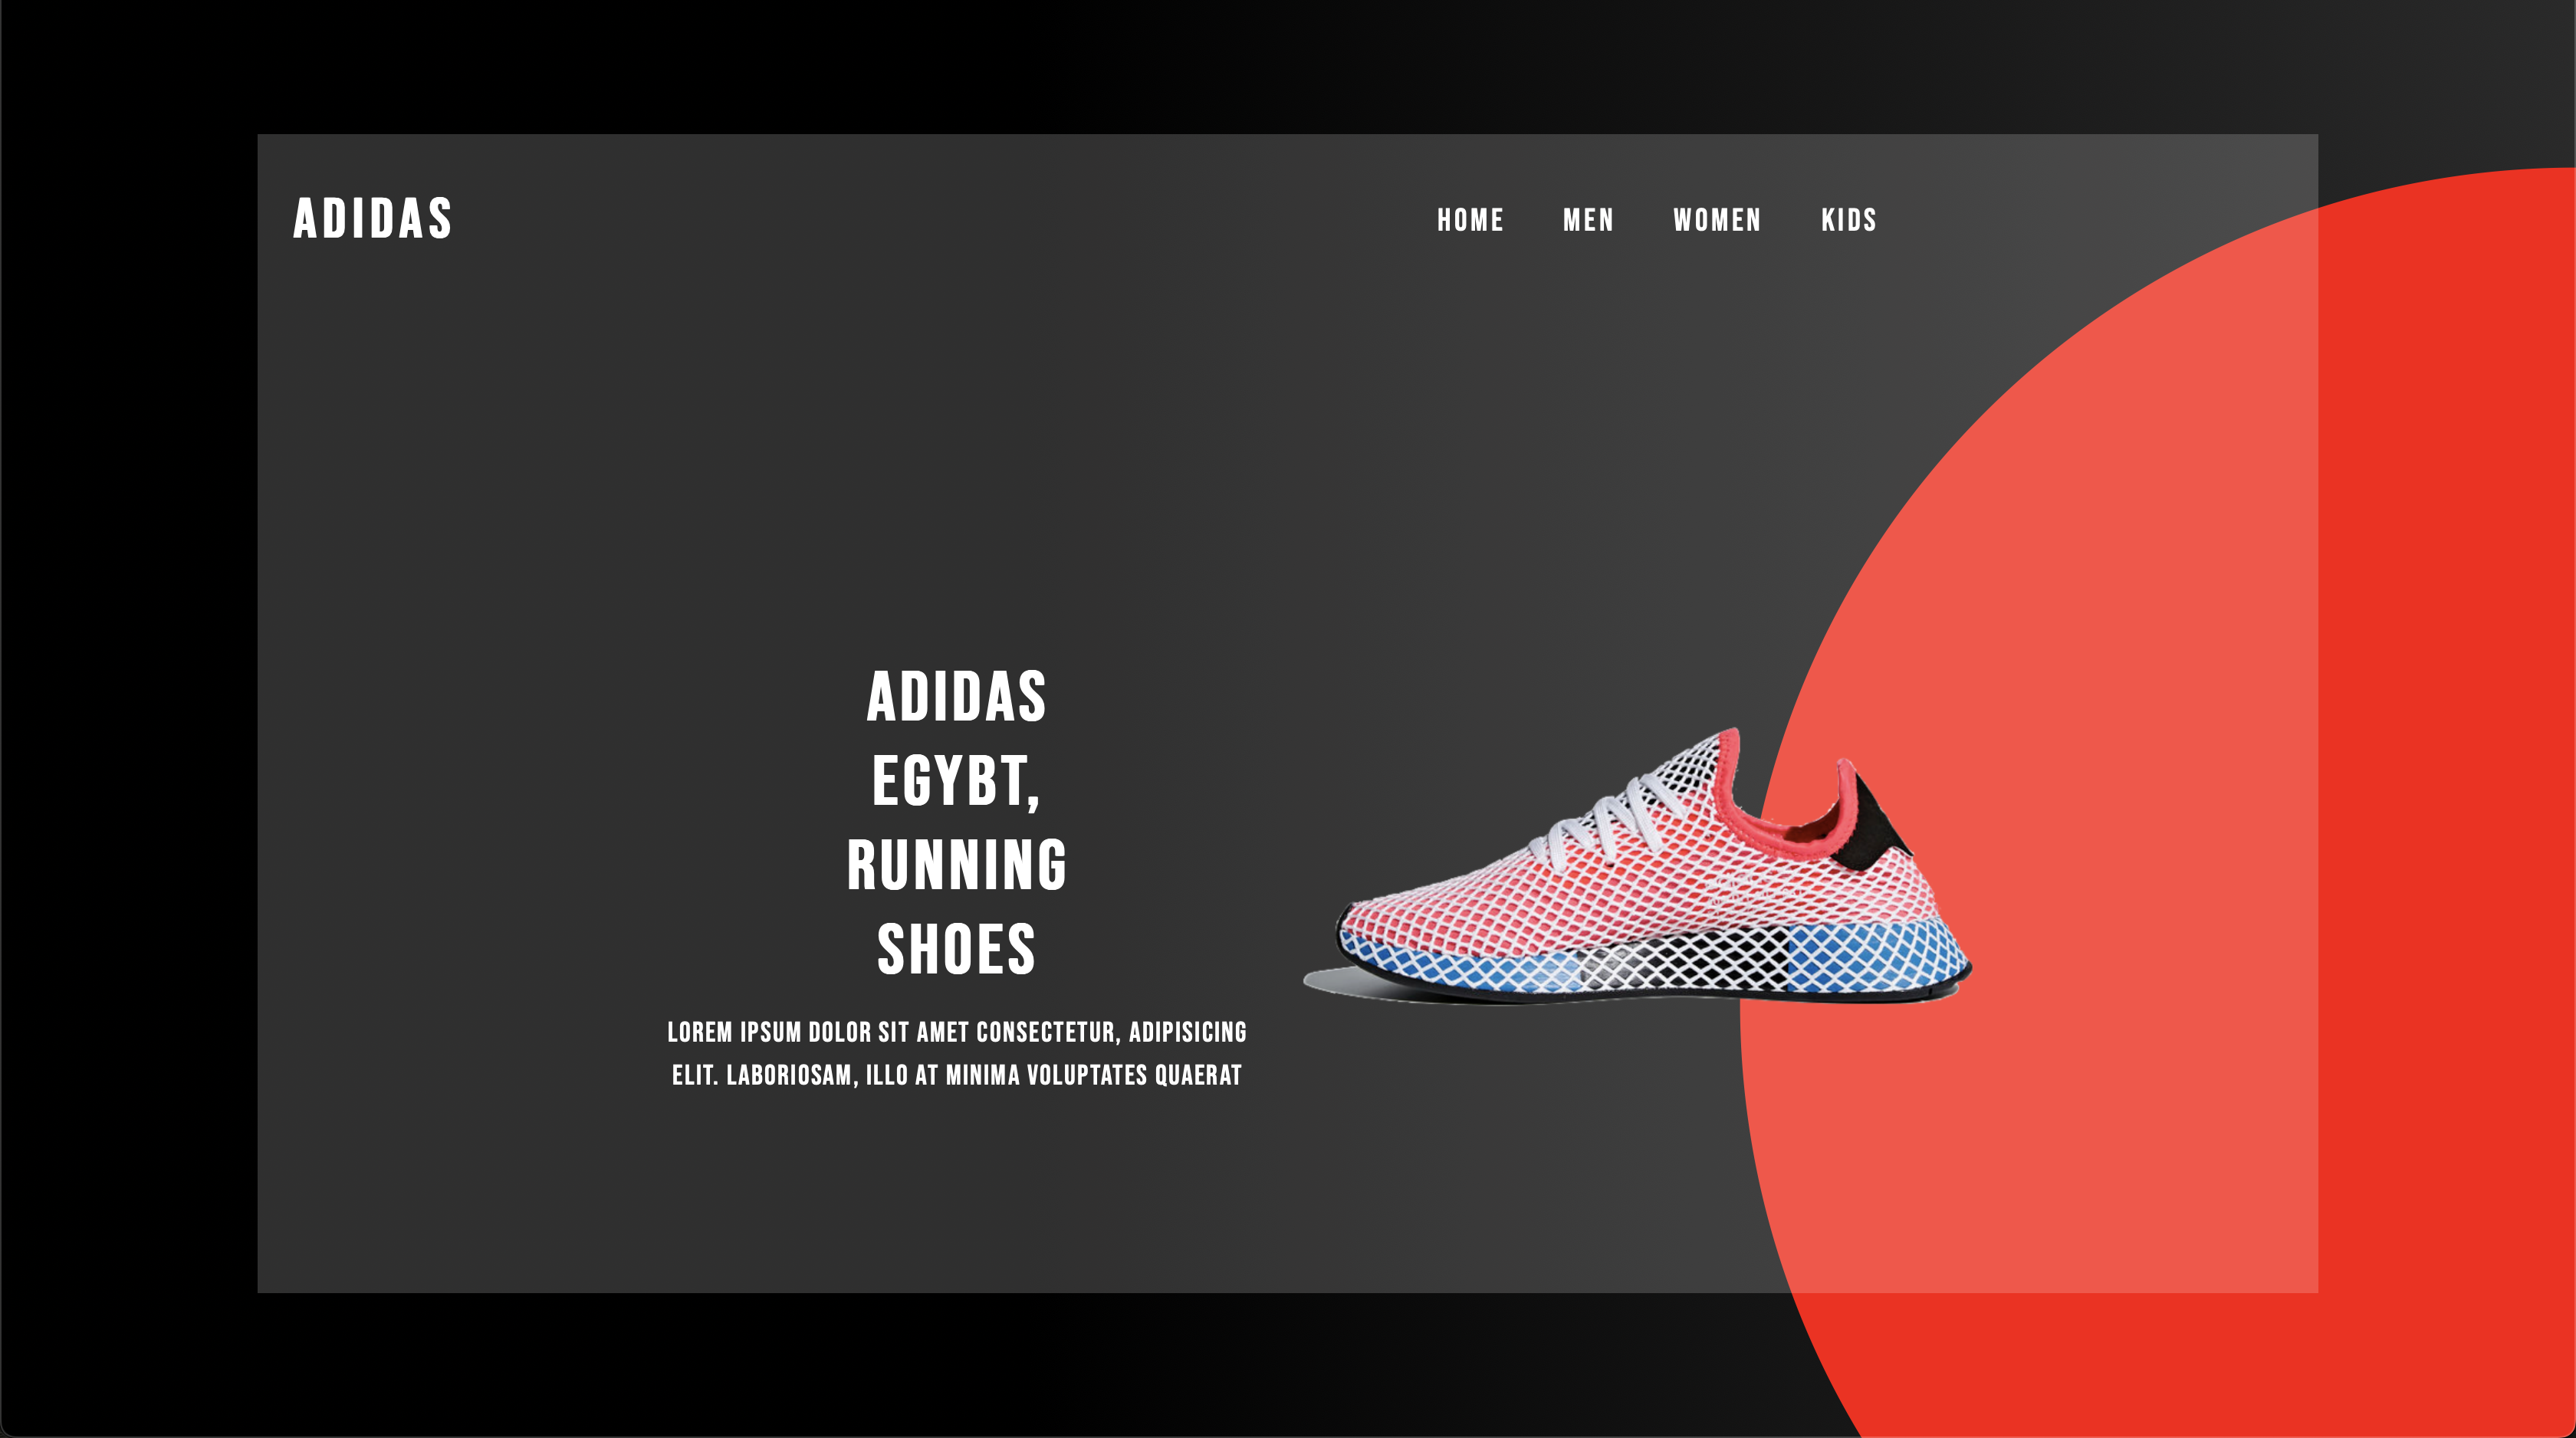 ADIDAS
HOME MEN WOMEN KIDS
ADIDAS
EGYBT,
RUNNING
SHOES
LOREM IPSUM DOLOR SIT AMET CONSECTETUR, ADIPISICING
ELIT. LABORIOSAM, ILLO AT MINIMA VOLUPTATES QUAERAT